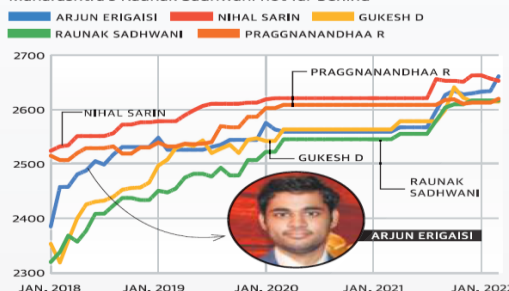 ARJUN ERIGAISI NIHAL SARIN GUKESH D
RAUNAK SADHWANI PRAGGNANANDHAA R
2700
PRAGGNANANDHAA R
2600
NIHAL SARIN
2500
GUKESH D
RAUNAK
SADHWANI
2400
ARJUN ERIGAISI
2300
JAN, 2018 JAN, 2019 JAN, 2020 JAN, 2021 JAN, 2022